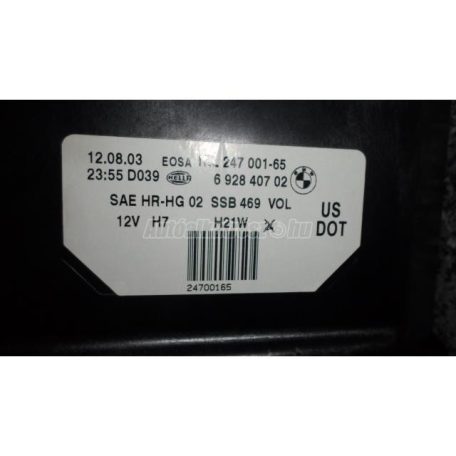 12.08.03 EOSA 247 001-65
23:55 D039 HELLA 6 928 407 02
SAE HR-HG 02 SSB 469 VOL
12V H7 H21W
US
DOT
24700165